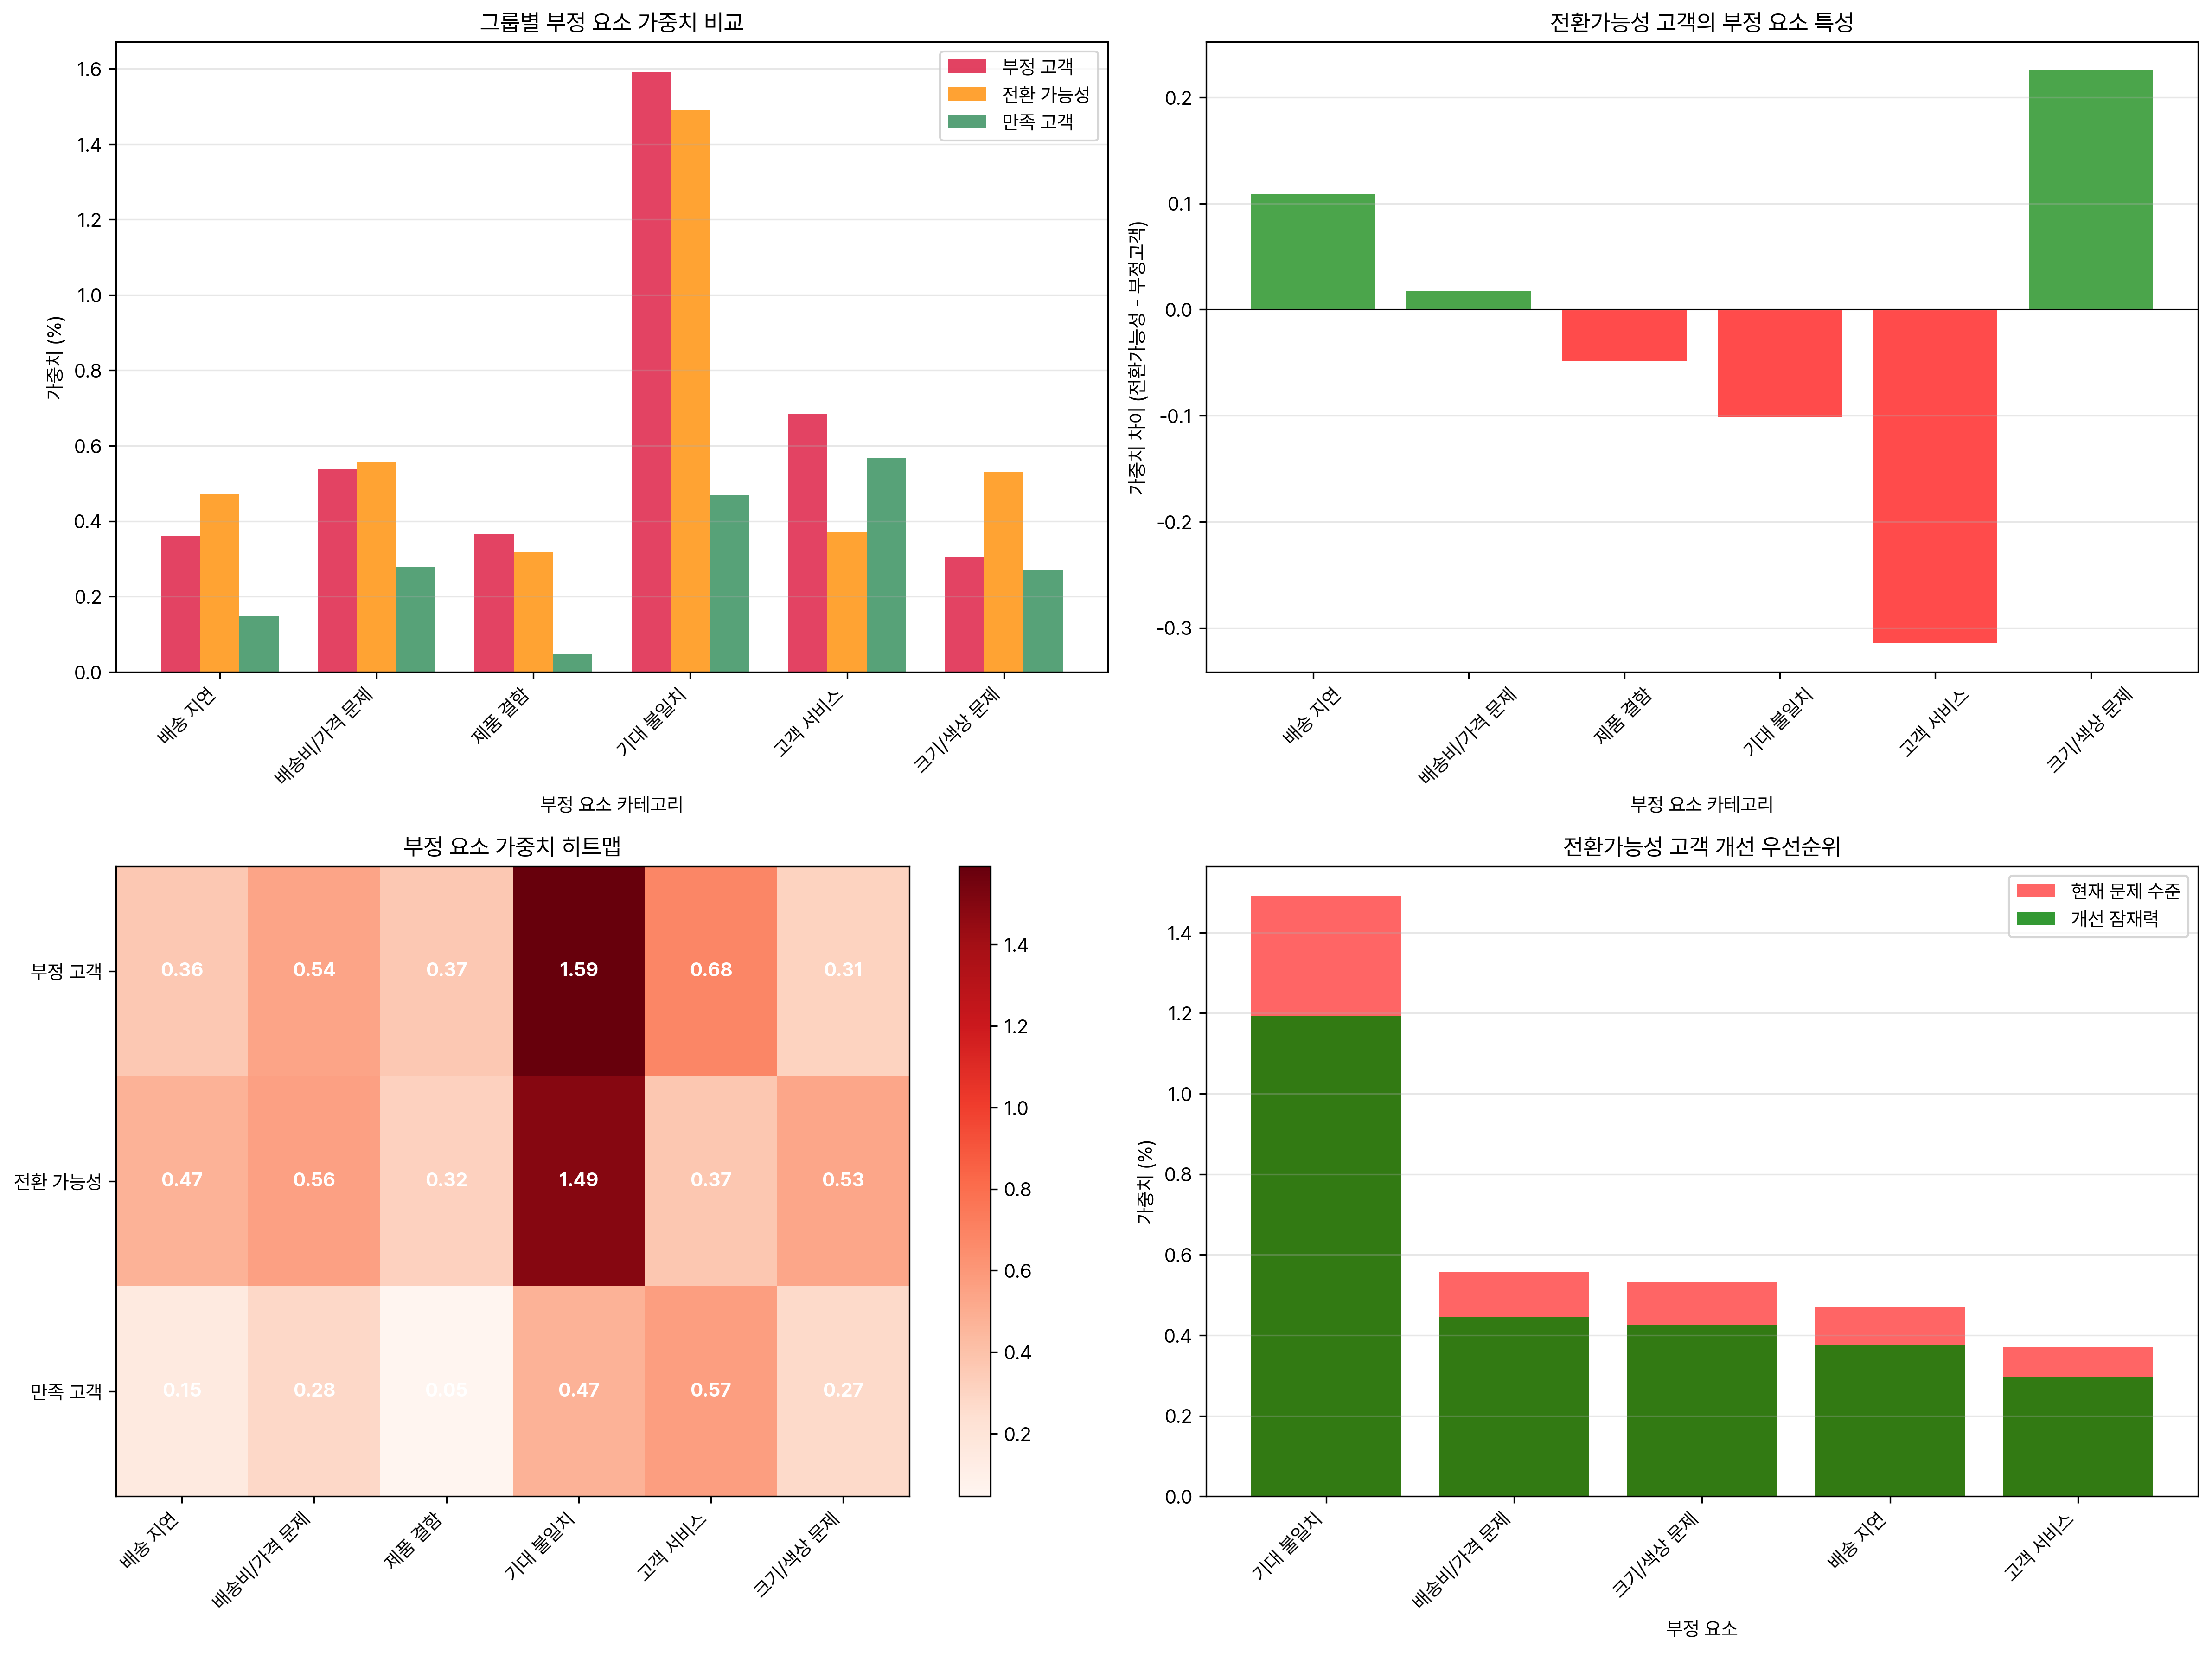 그룹별 부정 요소 가중치 비교
부정 고객
전환 가능성
만족 고객
가중치 (%)
1.6
1.4
1.2
1.0
0.8
0.6
0.4
0.2
0.0
배송 지연
배송비/가격 문제
제품 결함
기대 불일치
고객 서비스
크기/색상 문제
부정 요소 카테고리
전환가능성 고객의 부정 요소 특성
가중치 차이 (전환가능성 - 부정고객)
0.2
0.1
0.0
-0.1
-0.2
-0.3
배송 지연
배송비/가격 문제
제품 결함
기대 불일치
고객 서비스
크기/색상 문제
부정 요소 카테고리
부정 요소 가중치 히트맵
부정 고객 0.36 0.54 0.37 1.59 0.68 0.31
전환 가능성 0.47 0.56 0.32 1.49 0.37 0.53
만족 고객 0.15 0.28 0.05 0.47 0.57 0.27
배송 지연
배송비/가격 문제
제품 결함
기대 불일치
고객 서비스
크기/색상 문제
1.4
1.2
1.0
0.8
0.6
0.4
0.2
전환가능성 고객 개선 우선순위
현재 문제 수준
개선 잠재력
가중치 (%)
1.4
1.2
1.0
0.8
0.6
0.4
0.2
0.0
기대 불일치
배송비/가격 문제
크기/색상 문제
배송 지연
고객 서비스
부정 요소